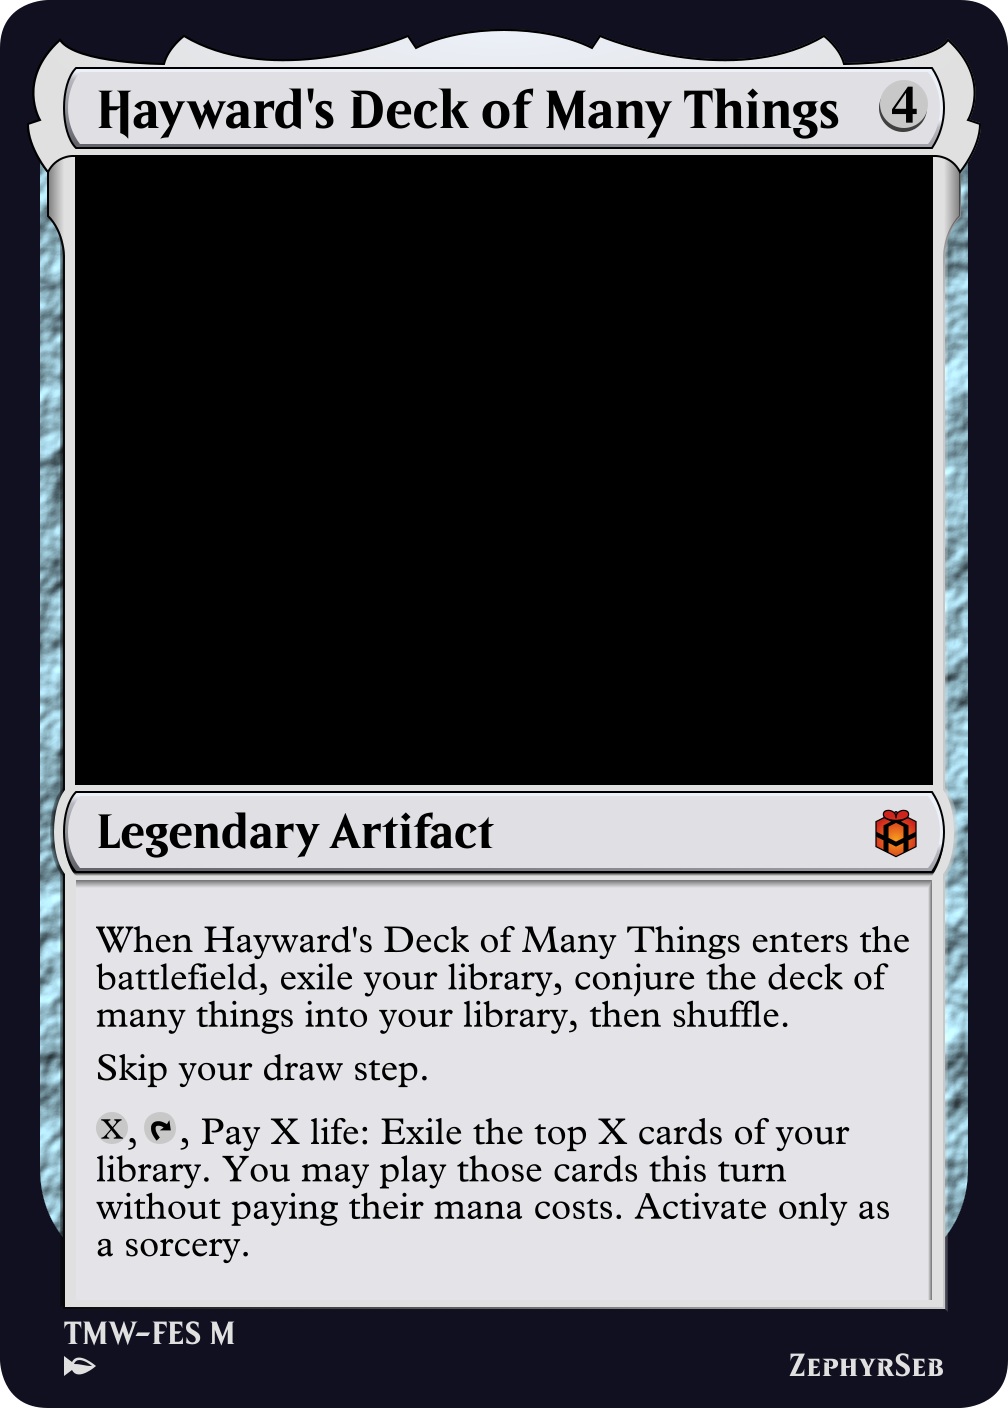 Hayward's Deck of Many Things 4
Legendary Artifact
When Hayward's Deck of Many Things enters the
battlefield, exile your library, conjure the deck of
many things into your library, then shuffle.
Skip your draw step.
X, , Pay X life: Exile the top X cards of your
library. You may play those cards this turn
without paying their mana costs. Activate only as
a sorcery.
TMW-FES M
ZephyrSeb